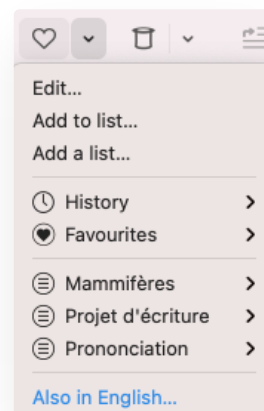 Edit...
Add to list...
Add a list...
History
Favourites
Mammifères
Projet d'écriture
Prononciation
Also in English...